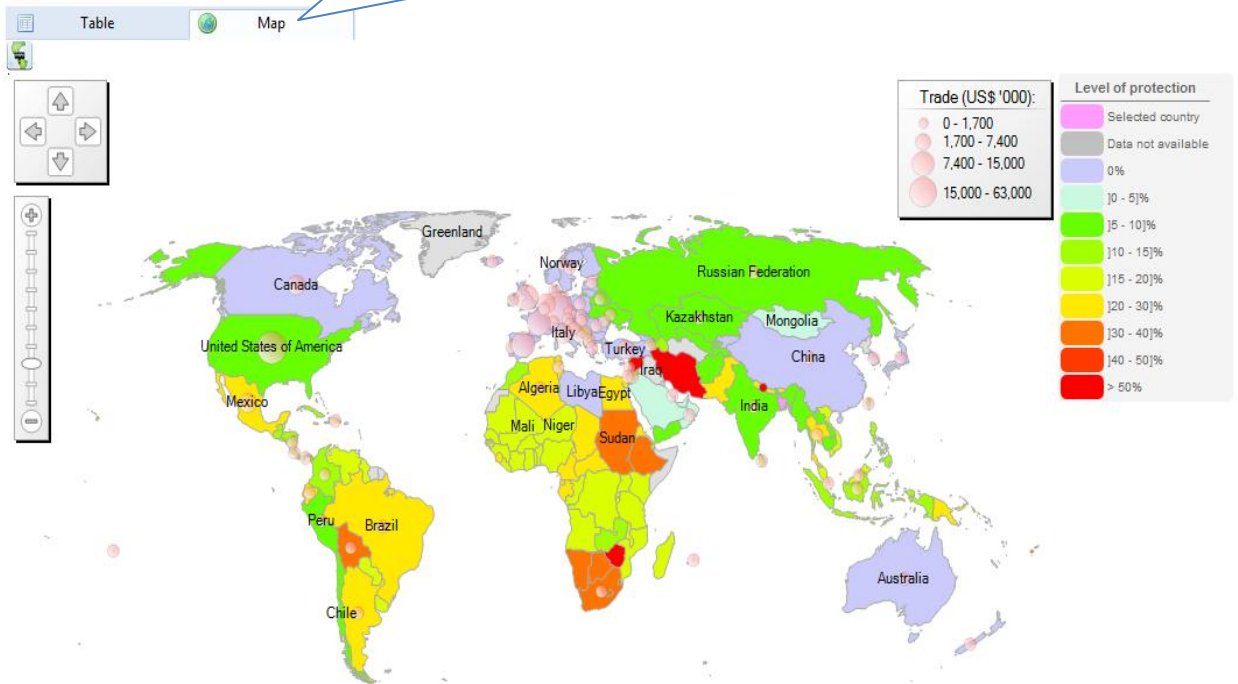 Table
Map
Trade (US$ '000):
0 - 1,700
1,700 - 7,400
7,400 - 15,000
15,000 - 63,000
Level of protection
Selected country
Data not available
0%
]0 - 5]%
]5 - 10]%
]10 - 15]%
]15 - 20]%
]20 - 30]%
]30 - 40]%
]40 - 50]%
> 50%
Greenland
Norway
Russian Federation
Canada
Kazakhstan
Mongolia
Italy
United States of America
Turkey
China
Iraq
Algeria
Libya
Egypt
Mexico
India
Mali
Niger
Sudan
Peru
Brazil
Australia
Chile